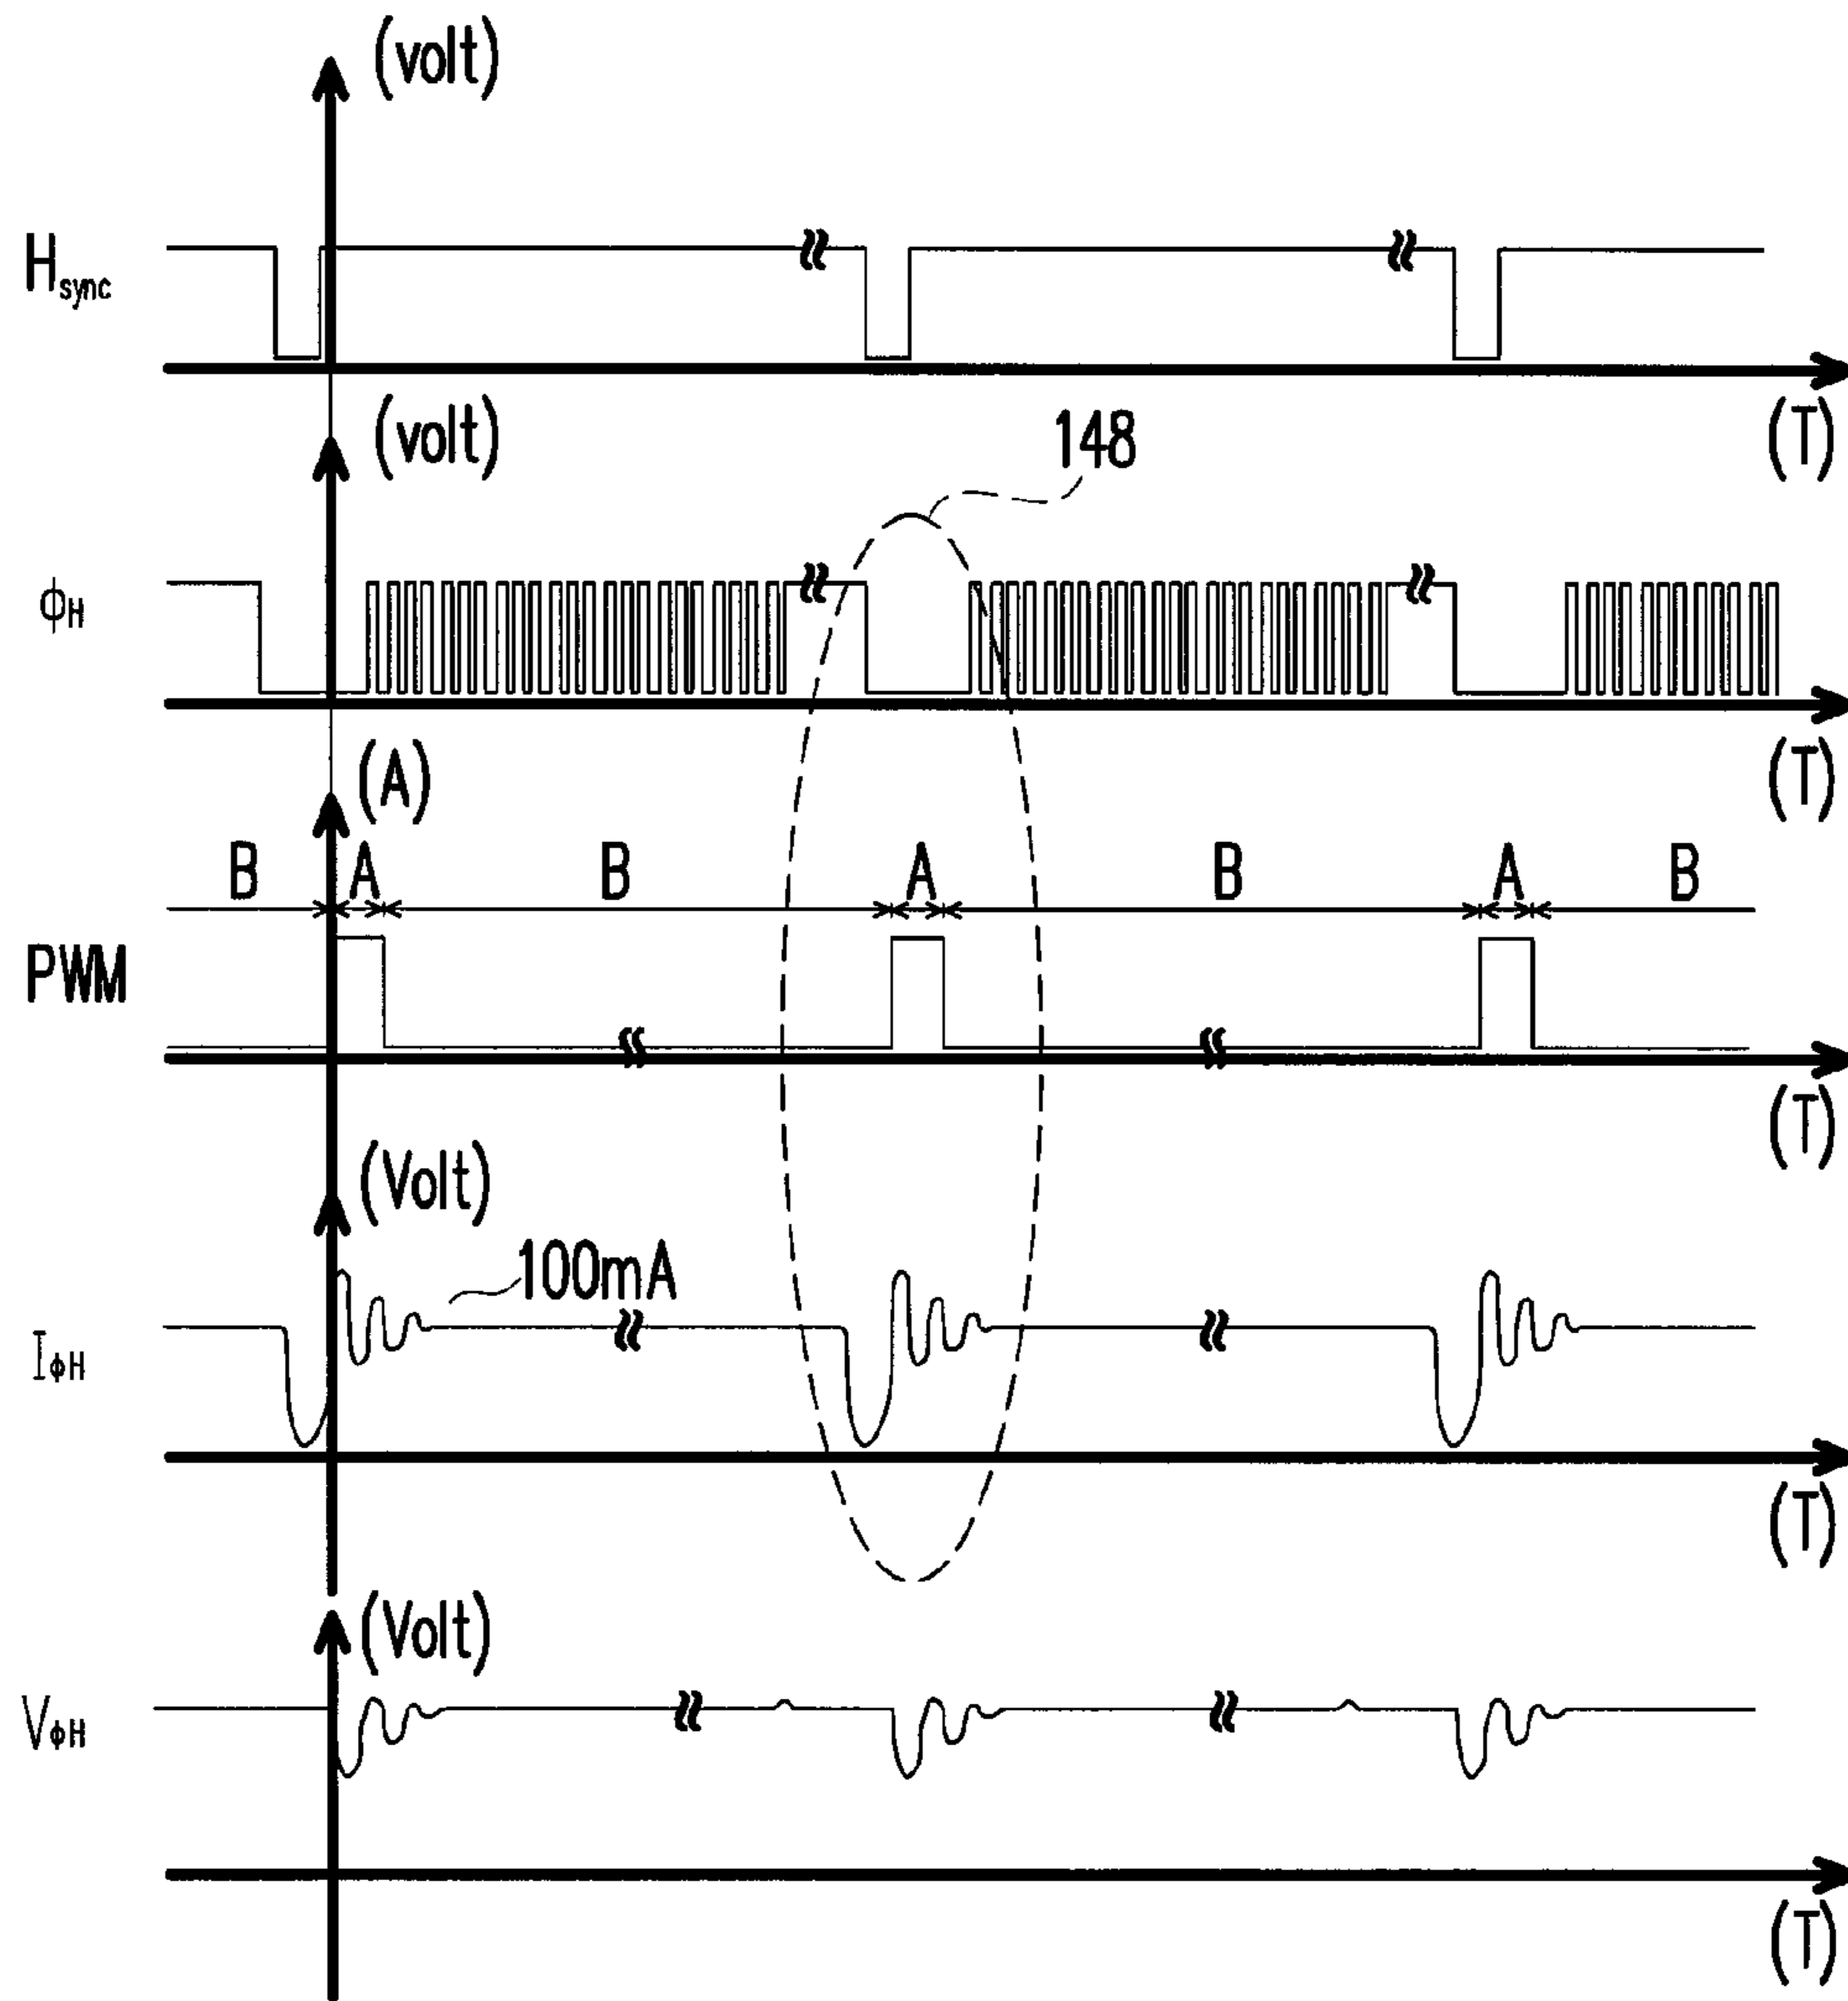 (volt)
Hsync
(T)
(volt)
148
ϕH
(T)
(A)
B A B A B A B
PWM
(T)
(Volt)
100mA
IϕH
(T)
(Volt)
VϕH
(T)